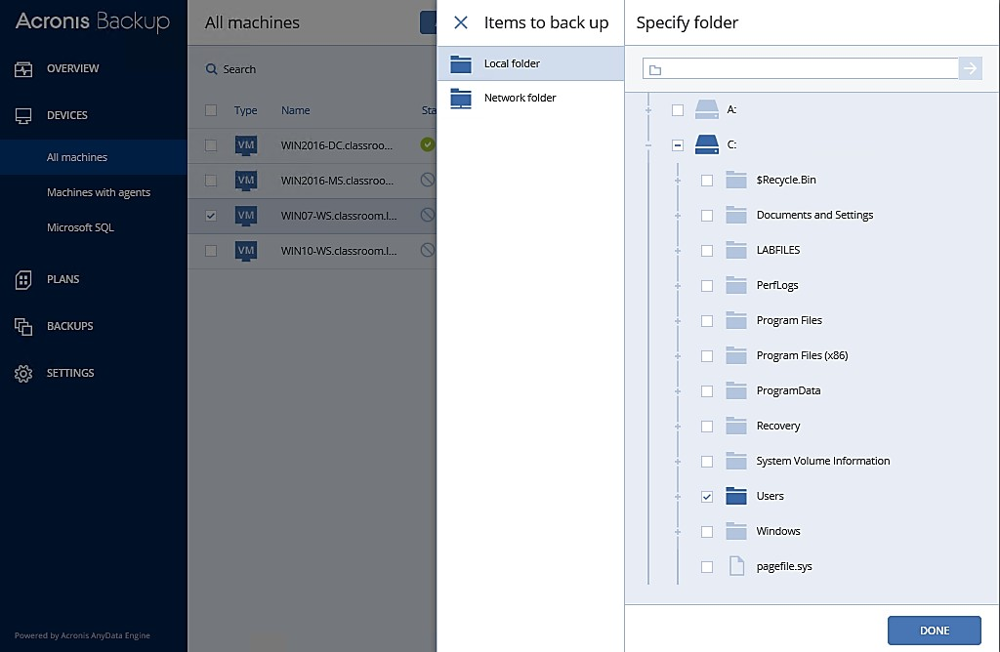 Acronis Backup
OVERVIEW
DEVICES
All machines
Machines with agents
Microsoft SQL
PLANS
BACKUPS
SETTINGS
Powered by Acronis AnyData Engine
All machines
Search
Type Name Sta
VM WIN2016-DC.classroo...
VM WIN2016-MS.classroo...
VM WIN07-WS.classroom.l...
VM WIN10-WS.classroom.l...
Items to back up
Local folder
Network folder
Specify folder
A:
C:
$Recycle.Bin
Documents and Settings
LABFILES
PerfLogs
Program Files
Program Files (x86)
ProgramData
Recovery
System Volume Information
Users
Windows
pagefile.sys
DONE